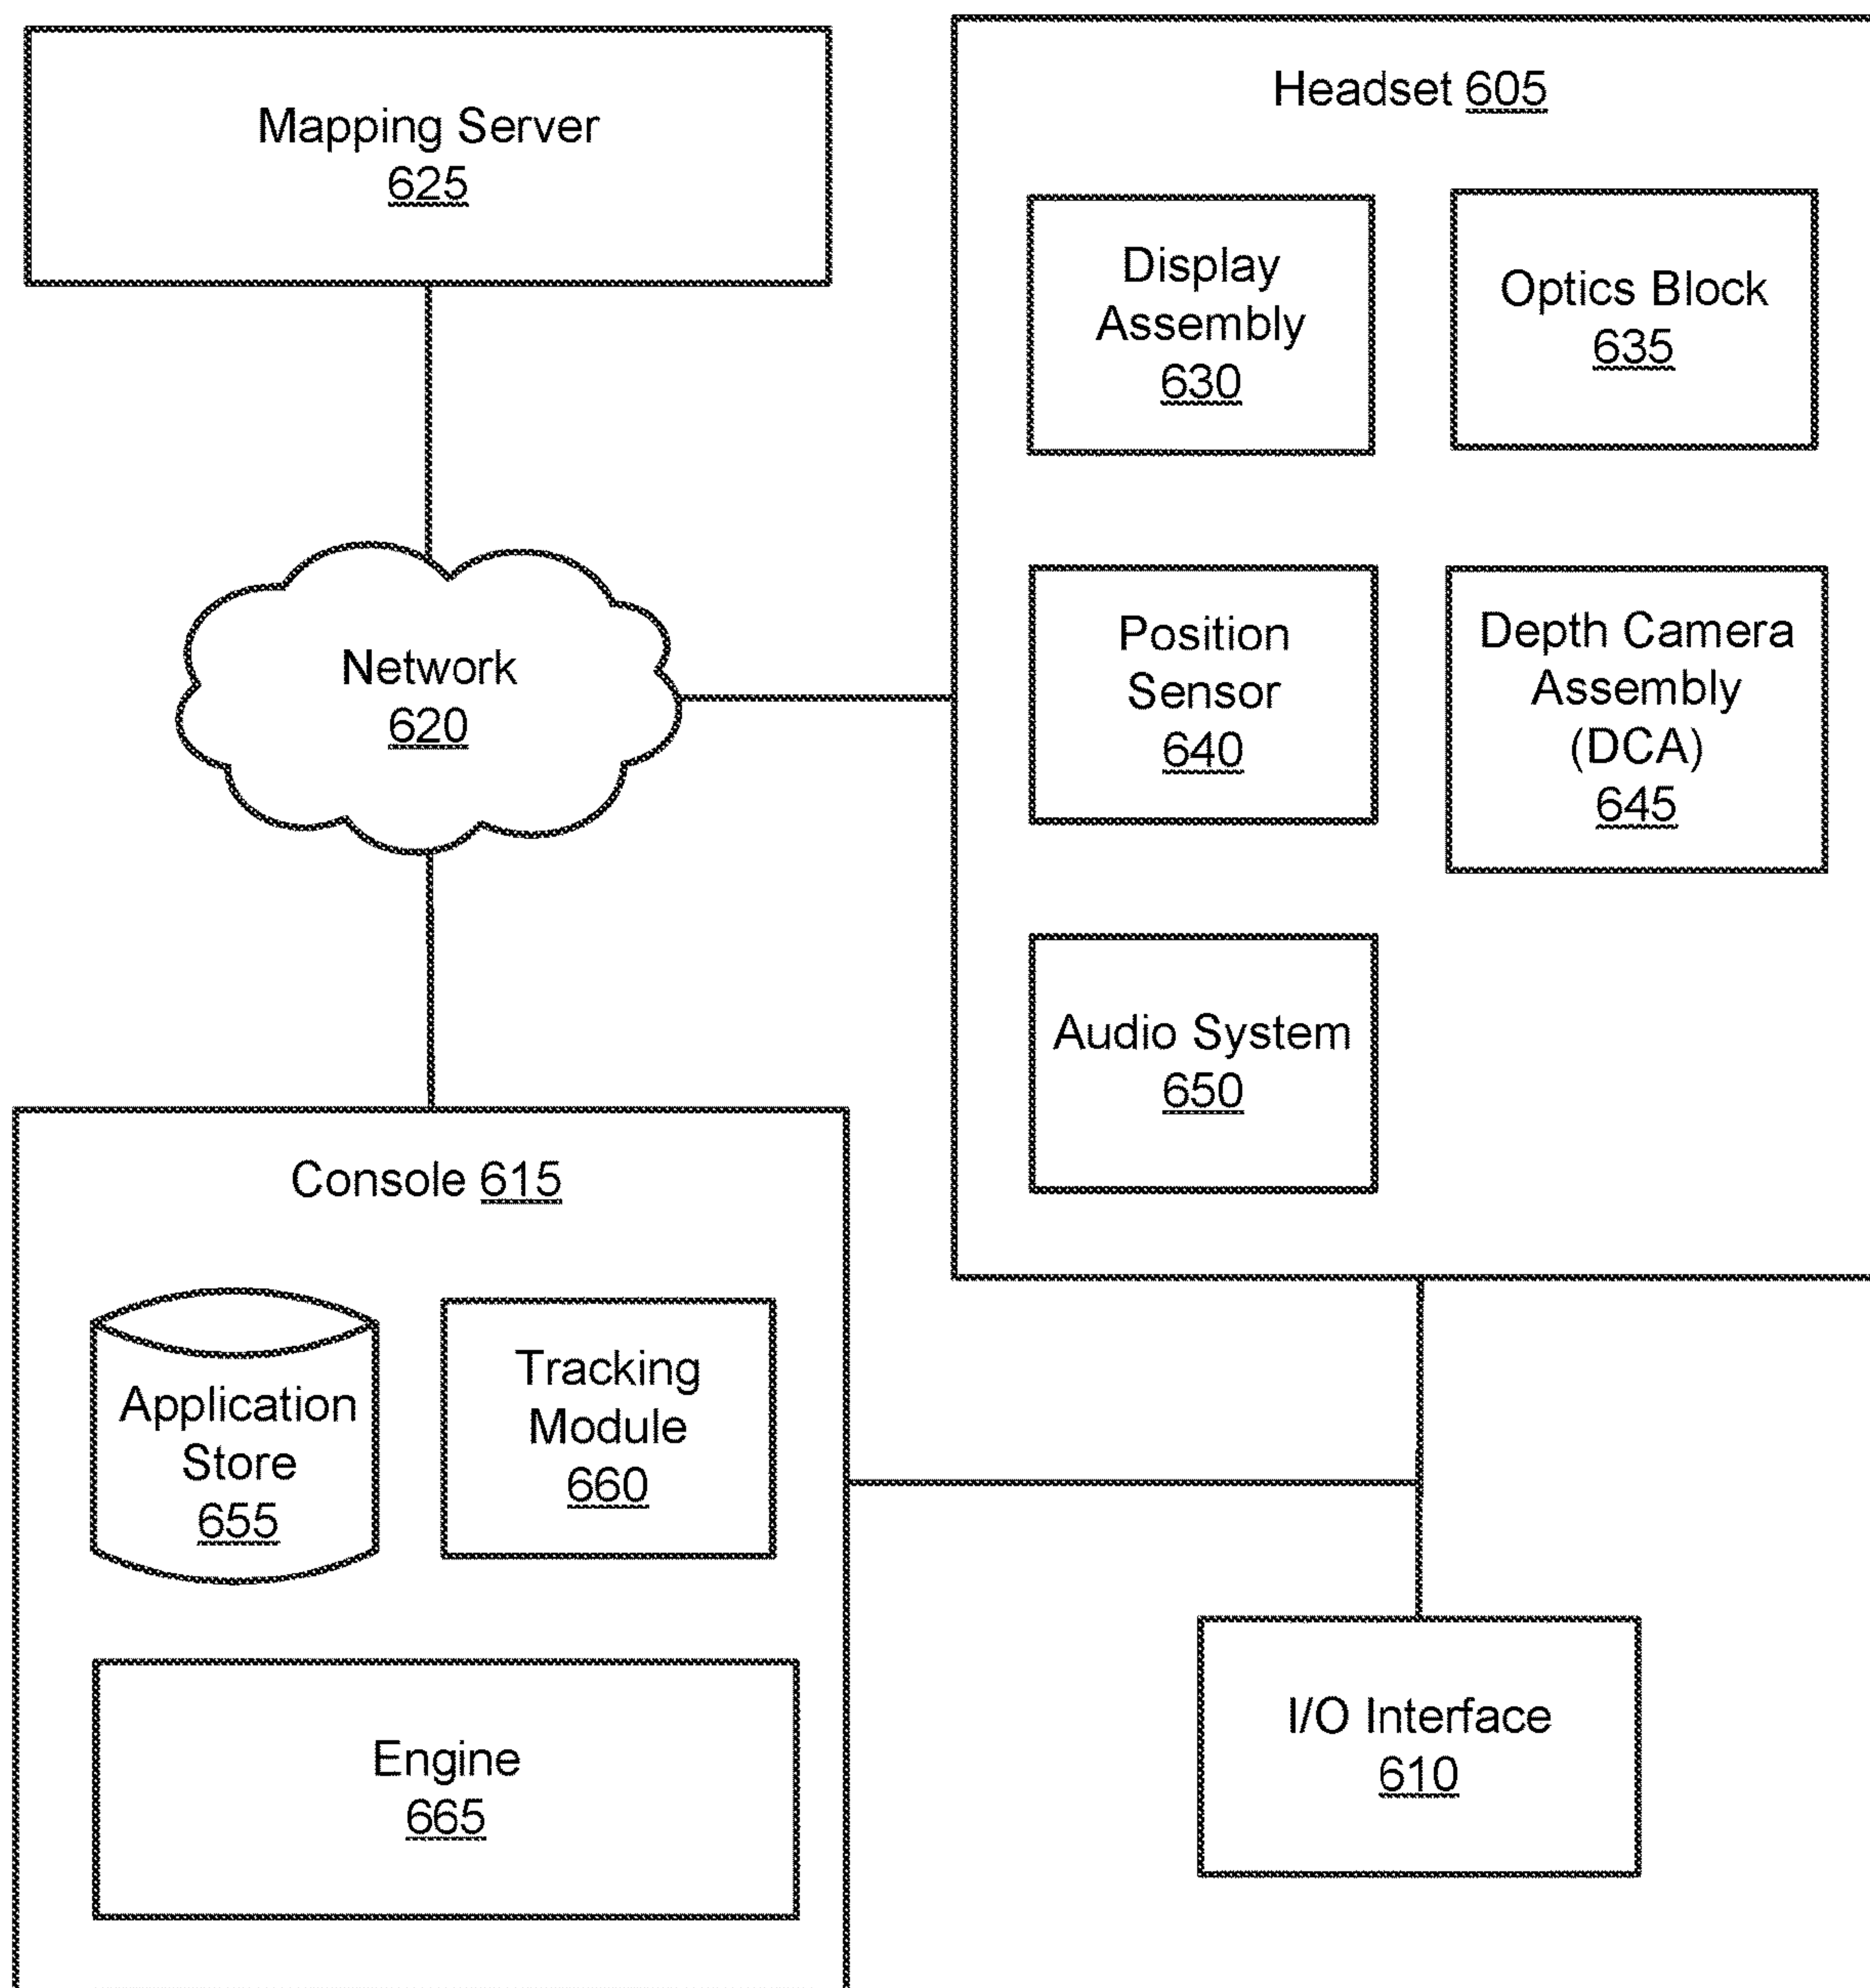 Mapping Server
625
Headset 605
Display
Assembly
630
Optics Block
635
Network
620
Position
Sensor
640
Depth Camera
Assembly
(DCA)
645
Audio System
650
Console 615
Application
Store
655
Tracking
Module
660
Engine
665
I/O Interface
610